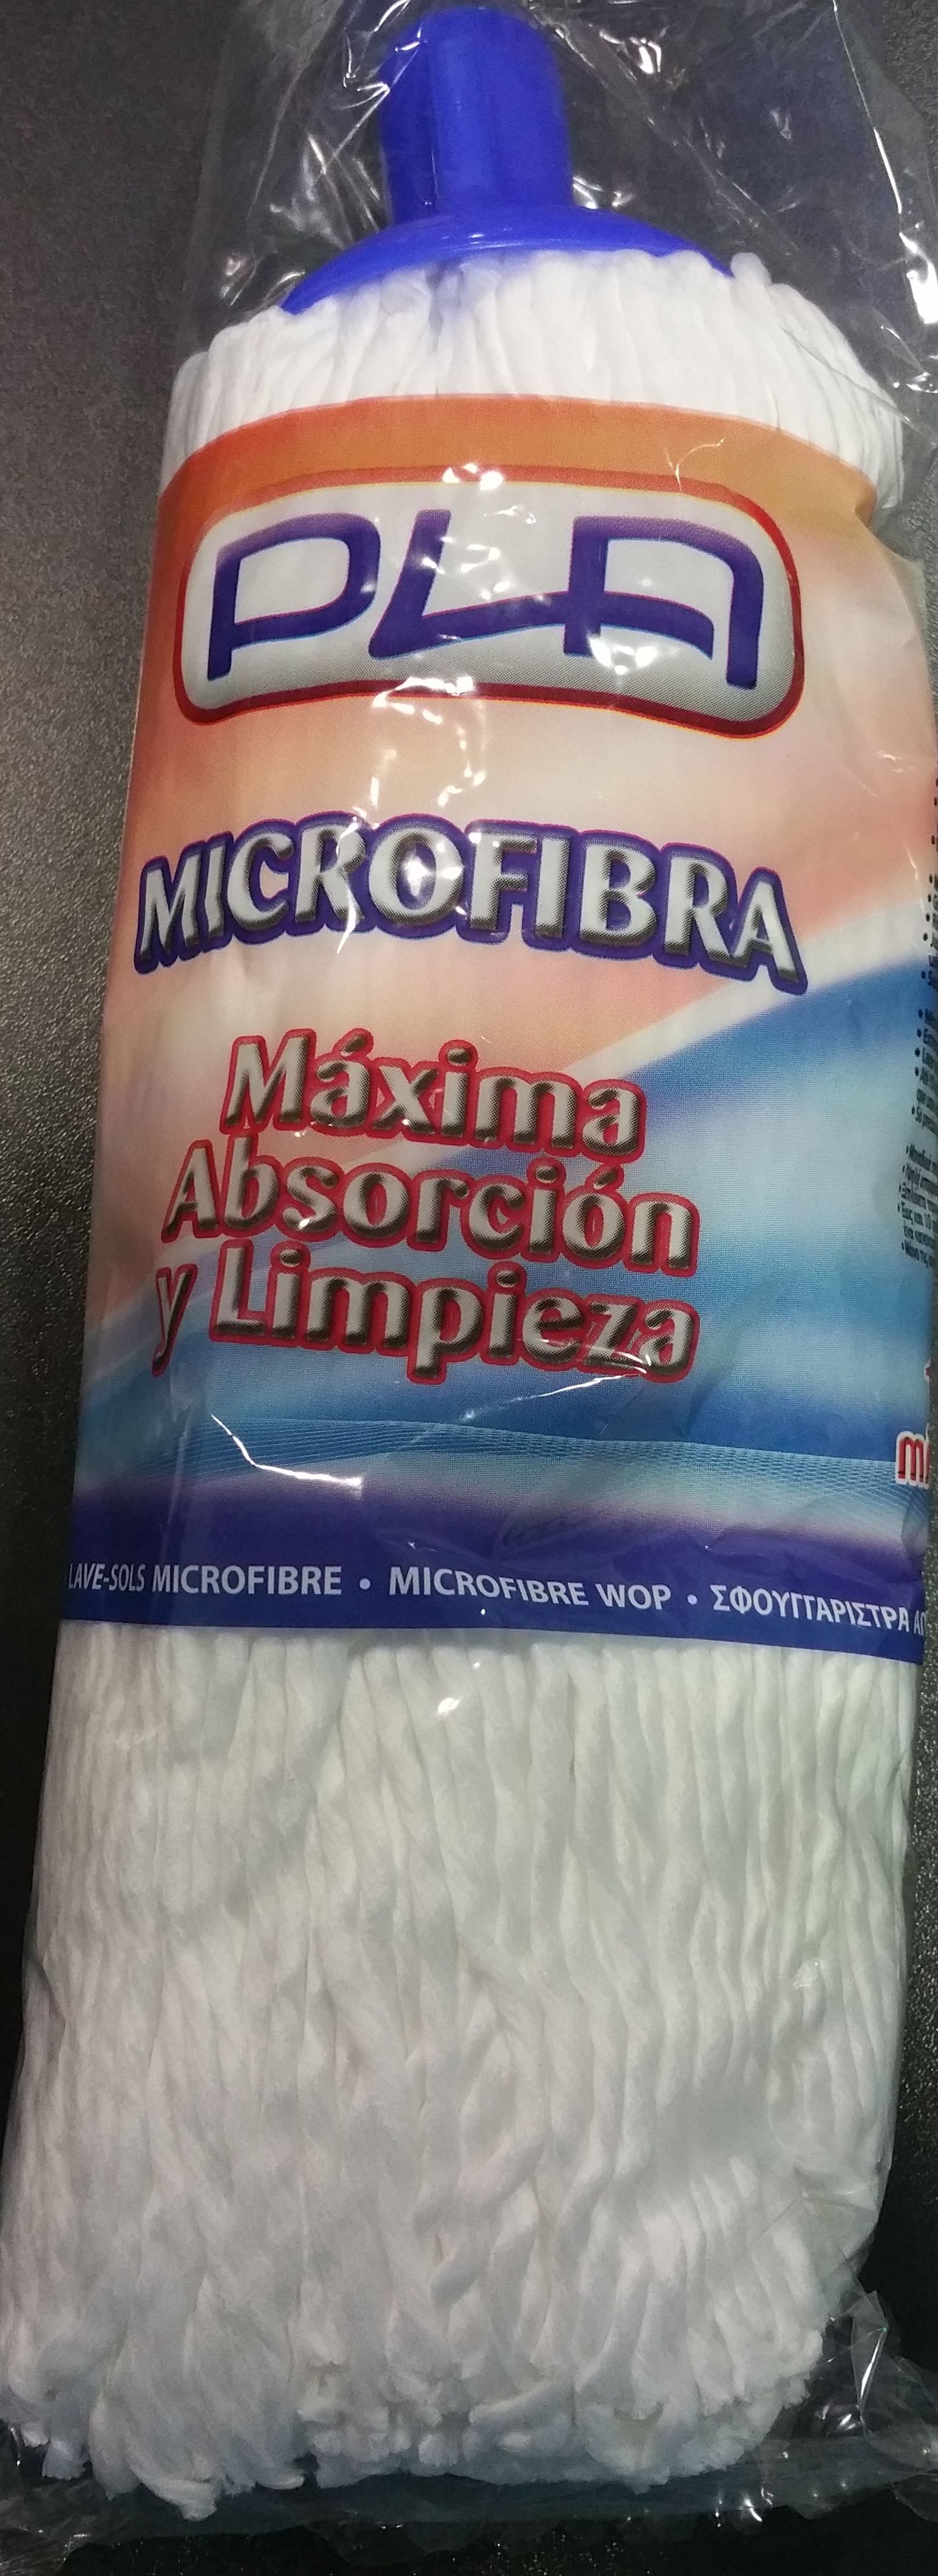 PLA
MICROFIBRA
Máxima
Absorción
y Limpieza
LAVE-SOLS MICROFIBRE • MICROFIBRE WOP • ΣΦΟΥΓΓΑΡΙΣΤΡΑ